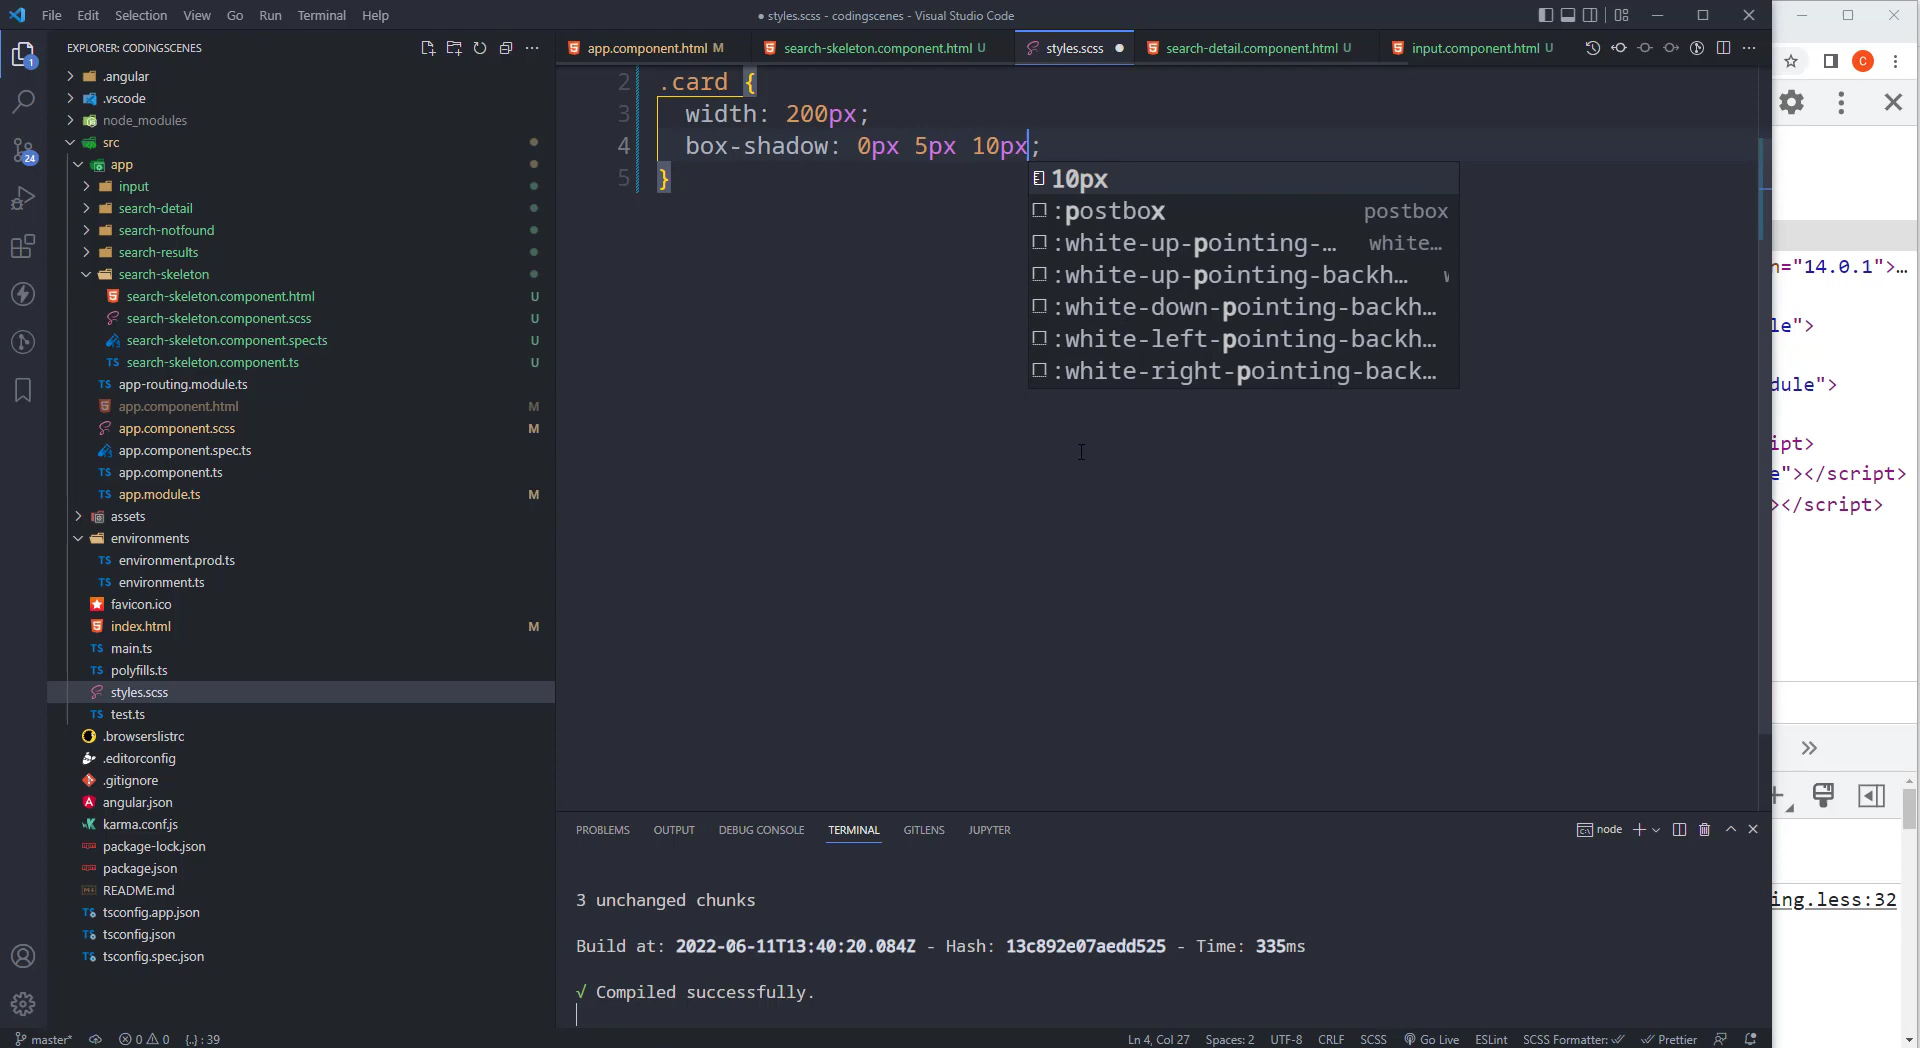 File Edit Selection View Go Run Terminal Help
● styles.scss - codingscenes - Visual Studio Code
EXPLORER: CODINGSCENES
app.component.html M
search-skeleton.component.html U
styles.scss ●
search-detail.component.html U
input.component.html U
.angular
.vscode
node_modules
src
app
input
search-detail
search-notfound
search-results
search-skeleton
search-skeleton.component.html U
search-skeleton.component.scss U
search-skeleton.component.spec.ts U
search-skeleton.component.ts U
app-routing.module.ts
app.component.html M
app.component.scss M
app.component.spec.ts
app.component.ts
app.module.ts M
assets
environments
environment.prod.ts
environment.ts
favicon.ico
index.html M
main.ts
polyfills.ts
styles.scss
test.ts
.browserslistrc
.editorconfig
.gitignore
angular.json
karma.conf.js
package-lock.json
package.json
README.md
tsconfig.app.json
tsconfig.json
tsconfig.spec.json
1
24
2 .card {
3 width: 200px;
4 box-shadow: 0px 5px 10px;
5 }
10px
:postbox postbox
:white-up-pointing-… white…
:white-up-pointing-backh…
:white-down-pointing-backh…
:white-left-pointing-backh…
:white-right-pointing-back…
PROBLEMS OUTPUT DEBUG CONSOLE TERMINAL GITLENS JUPYTER
node
3 unchanged chunks
Build at: 2022-06-11T13:40:20.084Z - Hash: 13c892e07aedd525 - Time: 335ms
√ Compiled successfully.
master* 0 0 {..} : 39
Ln 4, Col 27 Spaces: 2 UTF-8 CRLF SCSS Go Live ESLint SCSS Formatter: Prettier
C
="14.0.1">…
le">
dule">
ipt>
e"></script>
></script>
ing.less:32